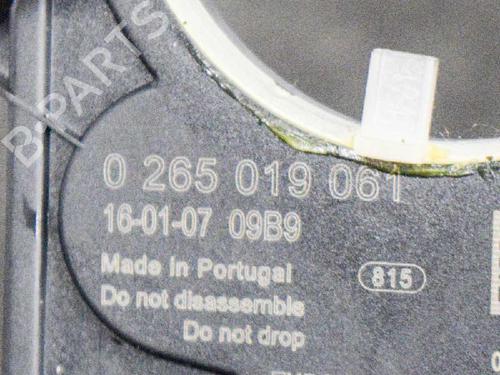 B-PARTS
0 265 019 061
16-01-07 09B9
Made in Portugal
815
Do not disassemble
Do not drop